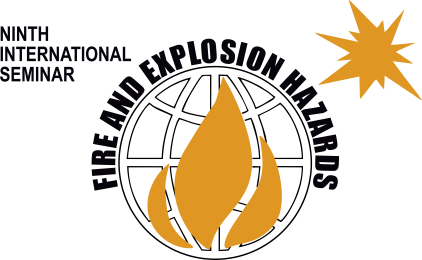 NINTH
INTERNATIONAL
SEMINAR
FIRE AND EXPLOSION HAZARDS